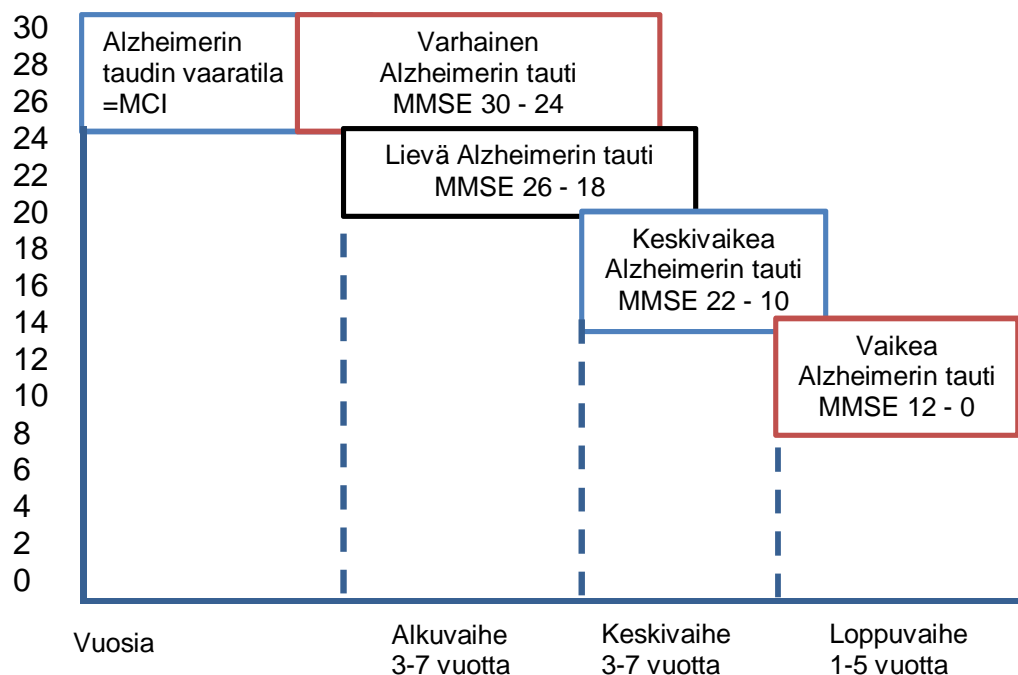 30
28
26
24
22
20
18
16
14
12
10
8
6
4
2
0
Alzheimerin
taudin vaaratila
=MCI
Varhainen
Alzheimerin tauti
MMSE 30 - 24
Lievä Alzheimerin tauti
MMSE 26 - 18
Keskivaikea
Alzheimerin tauti
MMSE 22 - 10
Vaikea
Alzheimerin tauti
MMSE 12 - 0
Vuosia
Alkuvaihe
3-7 vuotta
Keskivaihe
3-7 vuotta
Loppuvaihe
1-5 vuotta